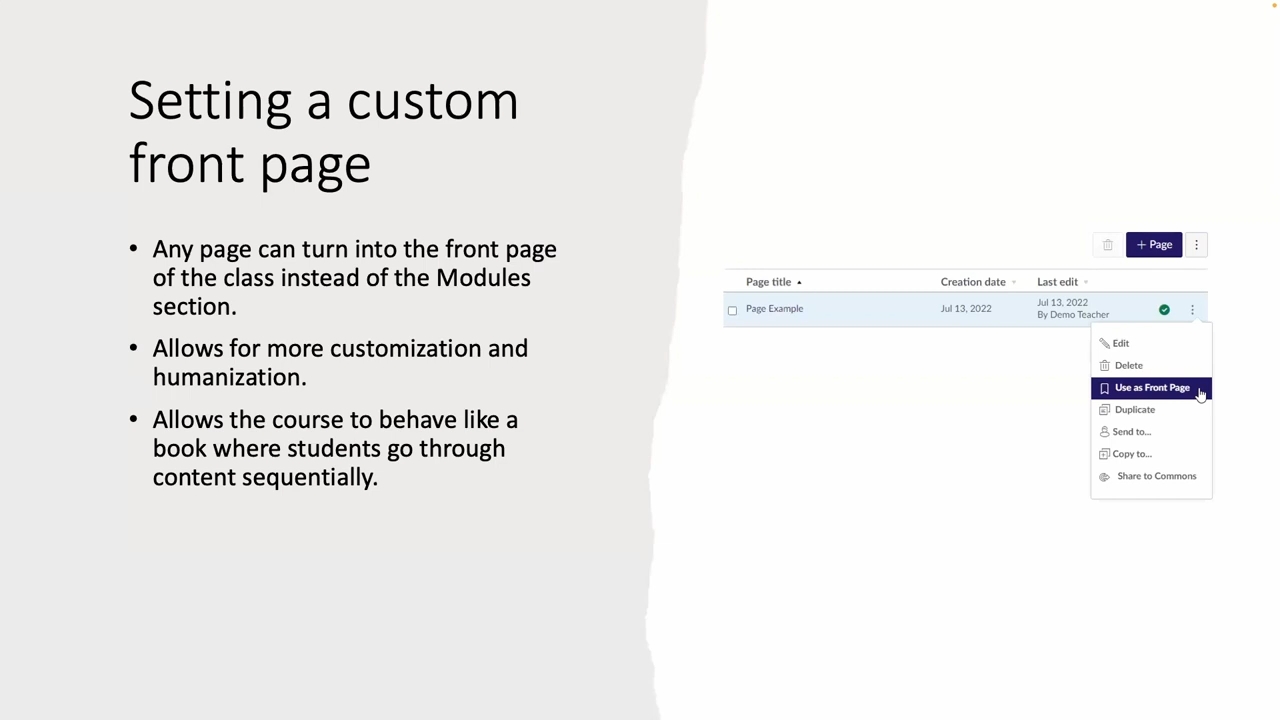 Setting a custom
front page
• Any page can turn into the front page
of the class instead of the Modules
section.
• Allows for more customization and
humanization.
• Allows the course to behave like a
book where students go through
content sequentially.
+ Page
Page title Creation date Last edit
Page Example Jul 13, 2022 Jul 13, 2022
By Demo Teacher
Edit
Delete
Use as Front Page
Duplicate
Send to...
Copy to...
Share to Commons